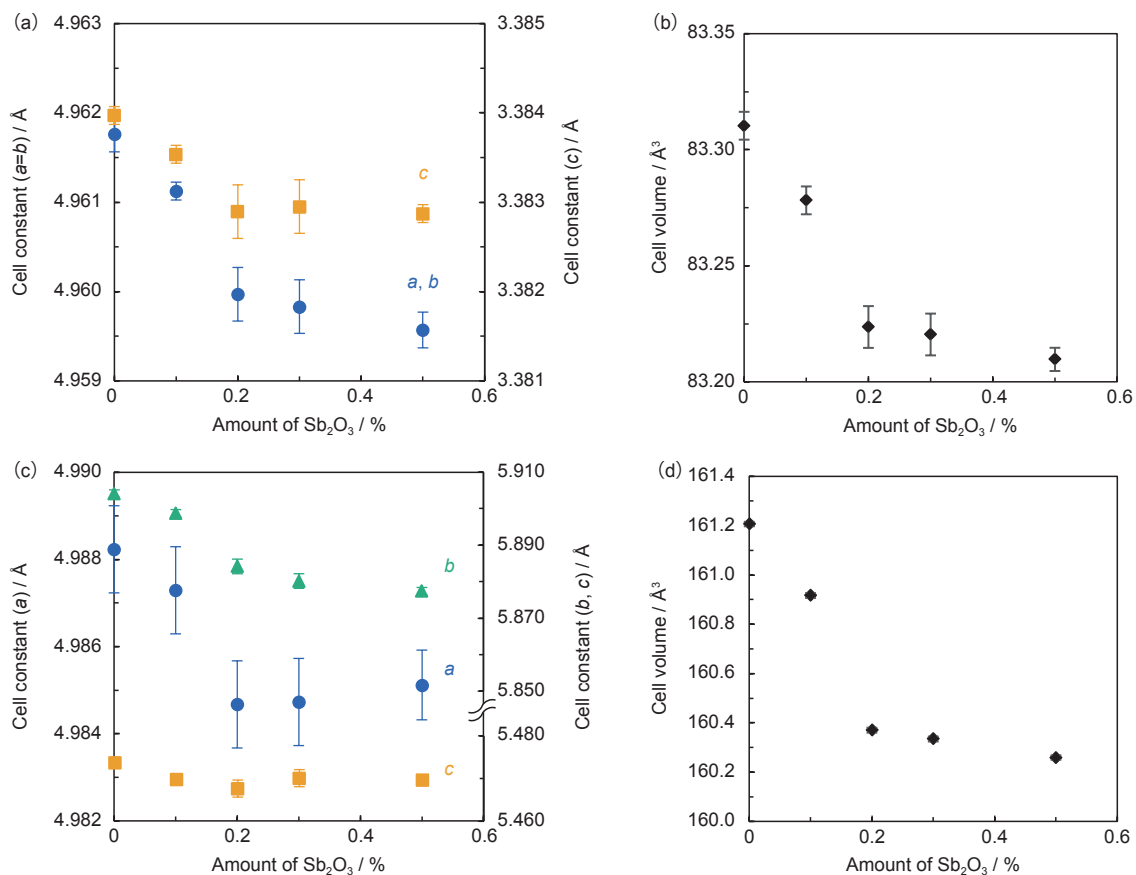 (a)
4.963
4.962
4.961
4.960
4.959
Cell constant (a=b) / Å
3.385
3.384
3.383
3.382
3.381
Cell constant (c) / Å
c
a, b
0
0.2
0.4
0.6
Amount of Sb₂O₃ / %
(b)
83.35
83.30
83.25
83.20
Cell volume / Å³
0
0.2
0.4
0.6
Amount of Sb₂O₃ / %
(c)
4.990
4.988
4.986
4.984
4.982
Cell constant (a) / Å
5.910
5.890
5.870
5.850
5.480
5.460
Cell constant (b, c) / Å
b
a
c
0
0.2
0.4
0.6
Amount of Sb₂O₃ / %
(d)
161.4
161.2
161.0
160.8
160.6
160.4
160.2
160.0
Cell volume / Å³
0
0.2
0.4
0.6
Amount of Sb₂O₃ / %